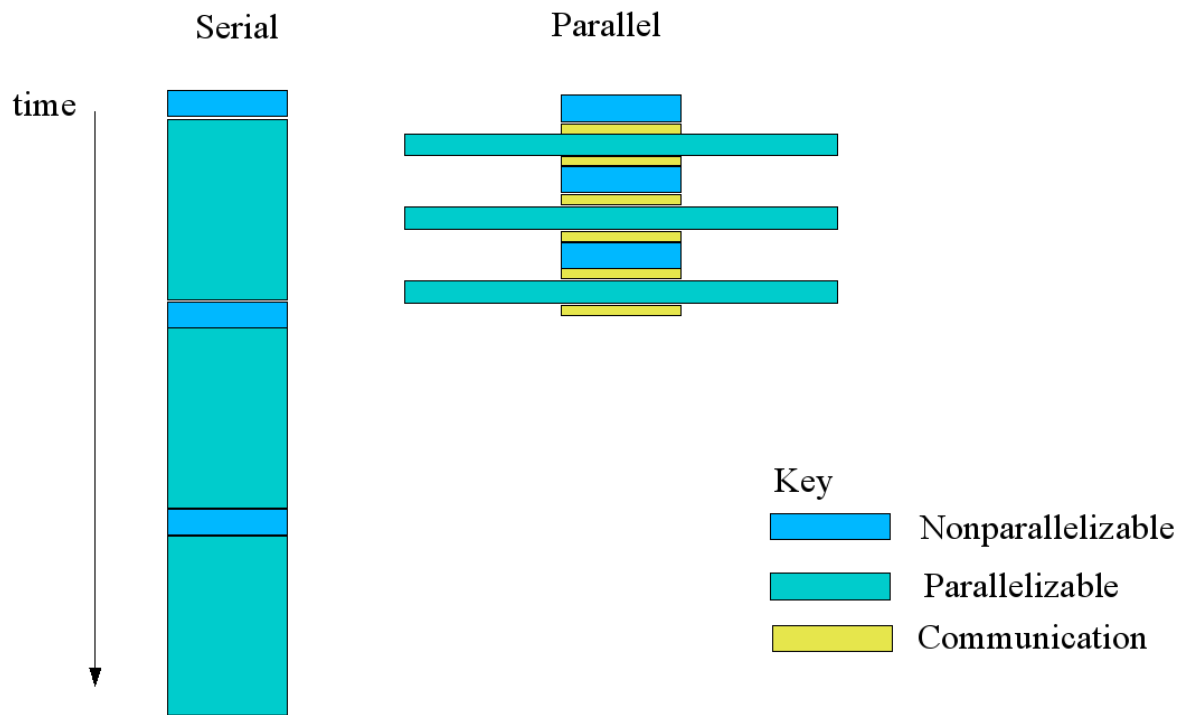 Serial
Parallel
time
Key
Nonparallelizable
Parallelizable
Communication